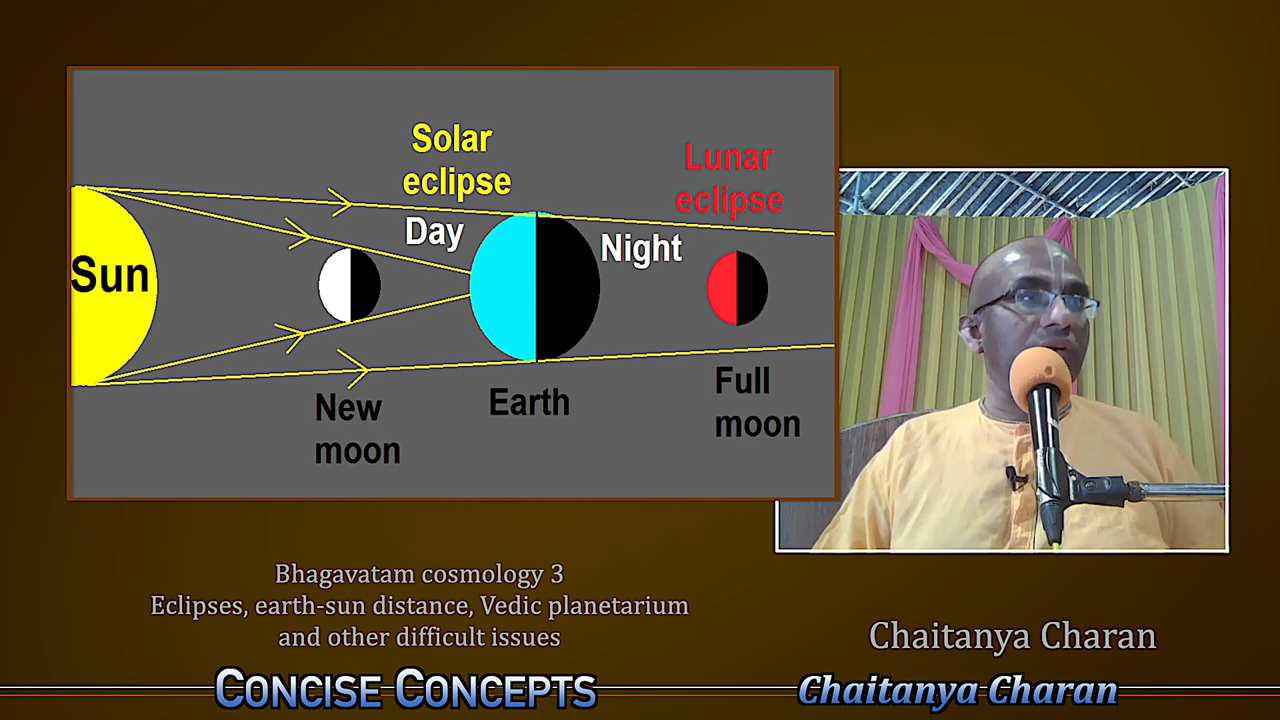 Solar
eclipse
Lunar
eclipse
Day
Night
Sun
New
moon
Earth
Full
moon
Bhagavatam cosmology 3
Eclipses, earth-sun distance, Vedic planetarium
and other difficult issues
Chaitanya Charan
Concise Concepts
Chaitanya Charan